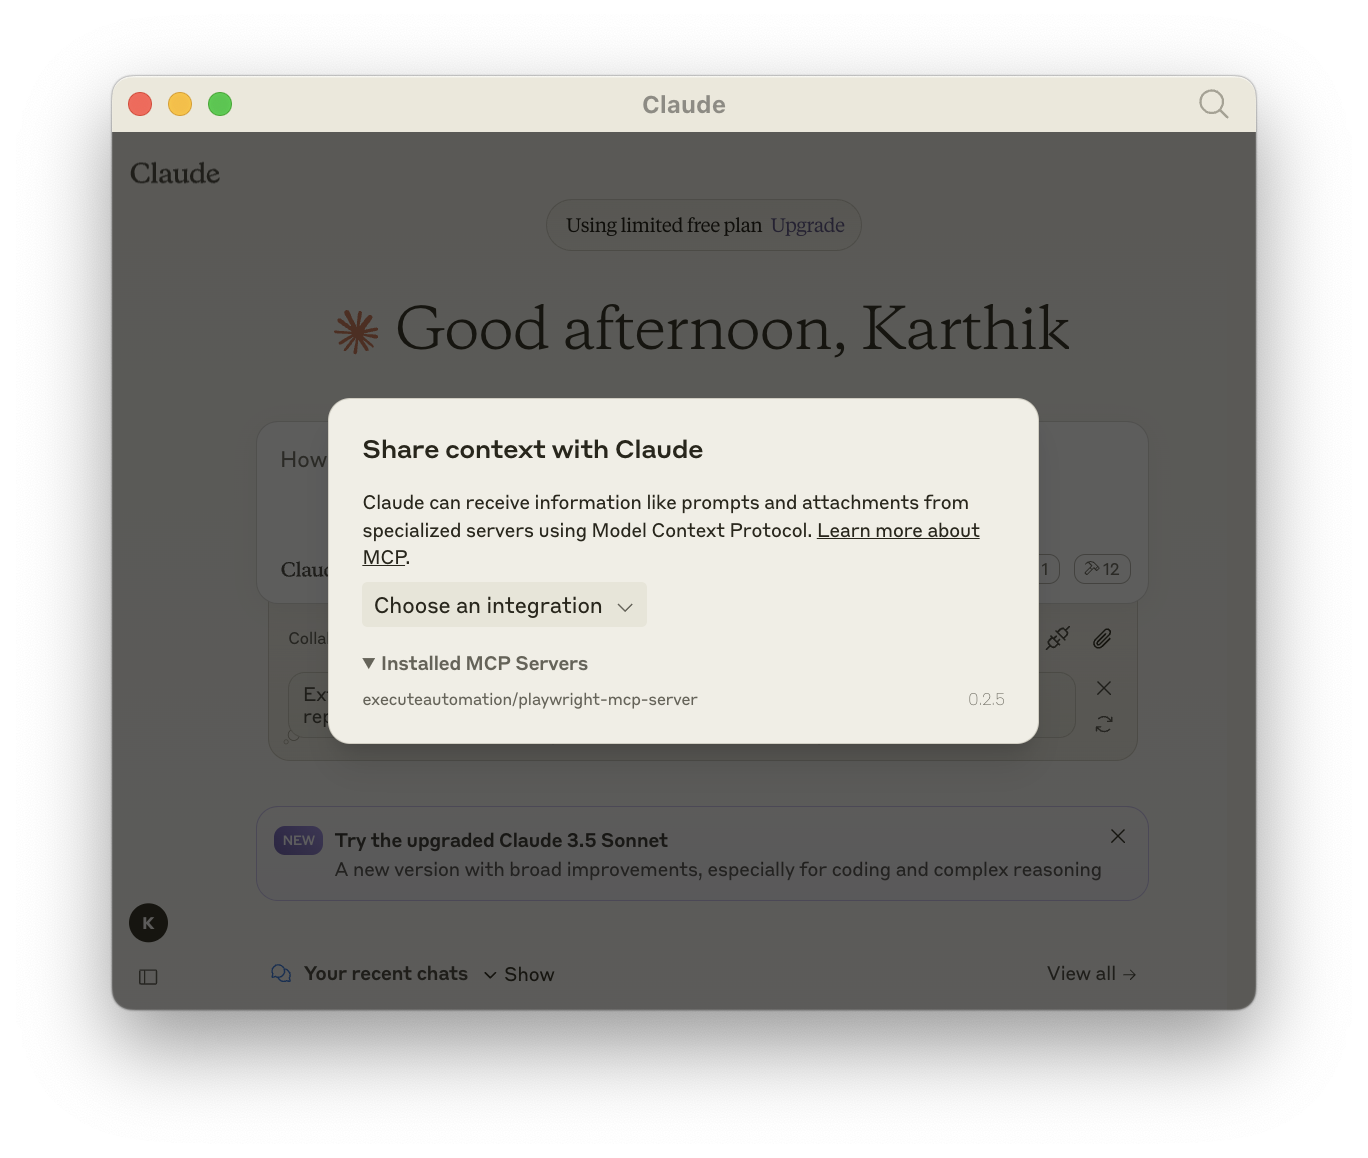 Claude
Claude
Using limited free plan Upgrade
Good afternoon, Karthik
How
Share context with Claude
Claude can receive information like prompts and attachments from
specialized servers using Model Context Protocol. Learn more about
MCP.
Claud
1
12
Choose an integration
Colla
▼ Installed MCP Servers
executeautomation/playwright-mcp-server 0.2.5
Ext
rep
NEW Try the upgraded Claude 3.5 Sonnet
A new version with broad improvements, especially for coding and complex reasoning
K
Your recent chats Show View all →